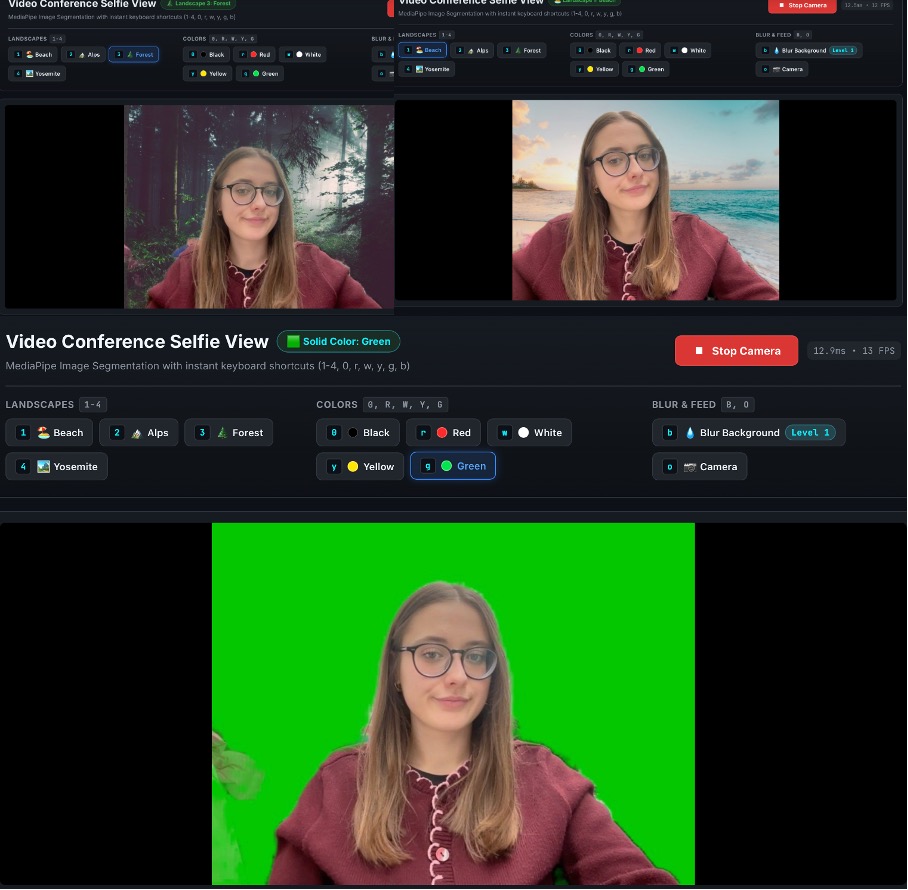 Video Conference Selfie View 🌲 Landscape 3: Forest
MediaPipe Image Segmentation with instant keyboard shortcuts (1-4, 0, r, w, y, g, b)
LANDSCAPES 1-4
1 🏖️ Beach 2 🏔️ Alps 3 🌲 Forest
4 🏞️ Yosemite
COLORS 0, R, W, Y, G
0 Black r Red w White
y Yellow g Green
BLUR &
b
o
Video Conference Selfie View
MediaPipe Image Segmentation with instant keyboard shortcuts (1-4, 0, r, w, y, g, b)
Stop Camera 12 FPS
LANDSCAPES 1-4
1 🏖️ Beach 2 🏔️ Alps 3 🌲 Forest
4 🏞️ Yosemite
COLORS 0, R, W, Y, G
0 Black r Red w White
y Yellow g Green
BLUR & FEED B, O
b 💧 Blur Background Level 1
o 📷 Camera
Video Conference Selfie View 🟩 Solid Color: Green
MediaPipe Image Segmentation with instant keyboard shortcuts (1-4, 0, r, w, y, g, b)
Stop Camera 12.9ms • 13 FPS
LANDSCAPES 1-4
1 🏖️ Beach 2 🏔️ Alps 3 🌲 Forest
4 🏞️ Yosemite
COLORS 0, R, W, Y, G
0 Black r Red w White
y Yellow g Green
BLUR & FEED B, O
b 💧 Blur Background Level 1
o 📷 Camera